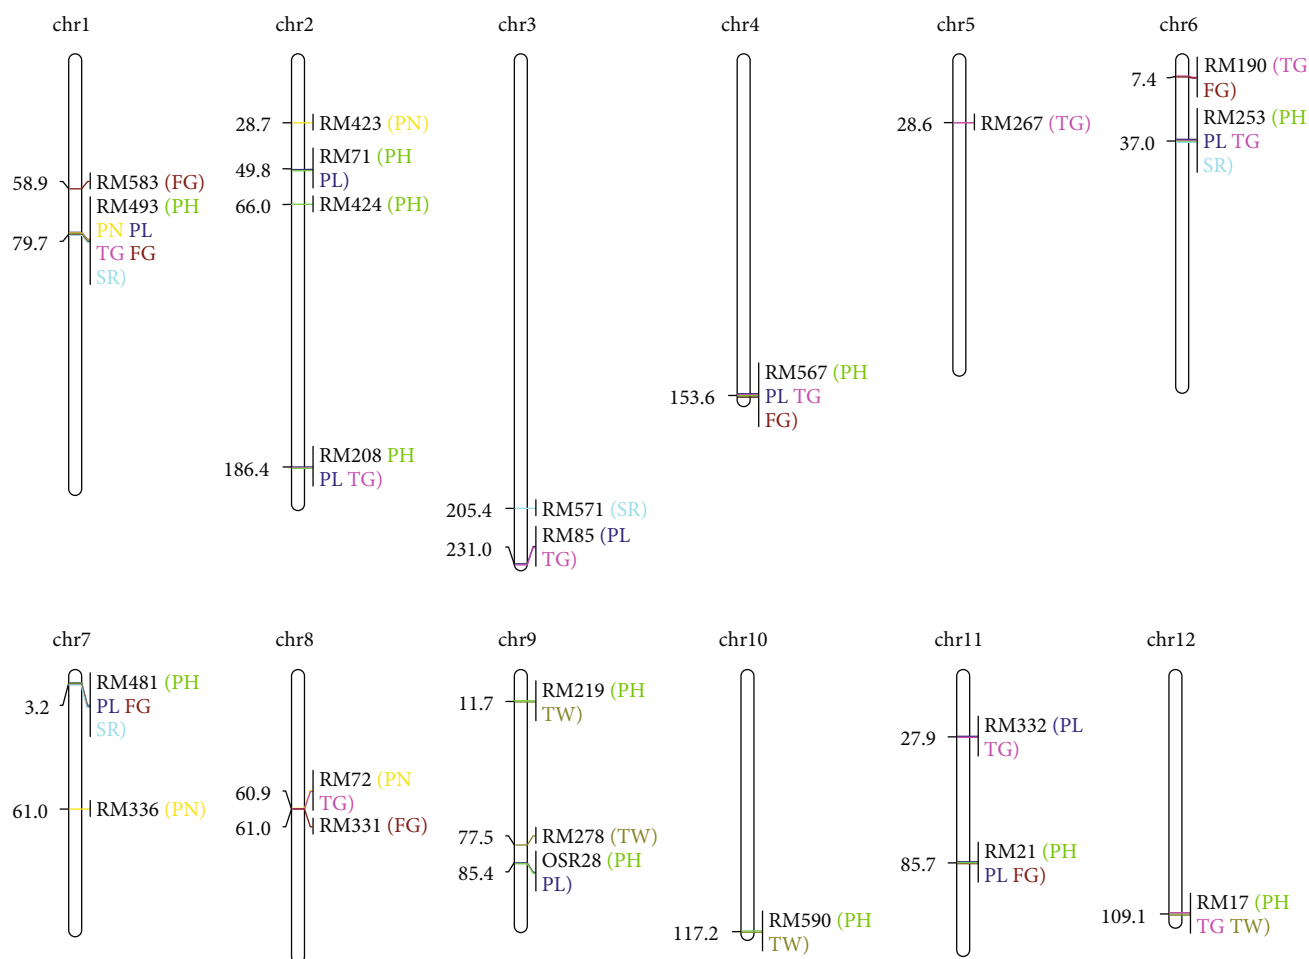 chr1
58.9
RM583 (FG)
79.7
RM493 (PH
PN PL
TG FG
SR)
chr2
28.7
RM423 (PN)
49.8
RM71 (PH
PL)
66.0
RM424 (PH)
186.4
RM208 PH
PL TG)
chr3
205.4
RM571 (SR)
231.0
RM85 (PL
TG)
chr4
153.6
RM567 (PH
PL TG
FG)
chr5
28.6
RM267 (TG)
chr6
7.4
RM190 (TG
FG)
37.0
RM253 (PH
PL TG
SR)
chr7
3.2
RM481 (PH
PL FG
SR)
61.0
RM336 (PN)
chr8
60.9
RM72 (PN
TG)
61.0
RM331 (FG)
chr9
11.7
RM219 (PH
TW)
77.5
RM278 (TW)
85.4
OSR28 (PH
PL)
chr10
117.2
RM590 (PH
TW)
chr11
27.9
RM332 (PL
TG)
85.7
RM21 (PH
PL FG)
chr12
109.1
RM17 (PH
TG TW)